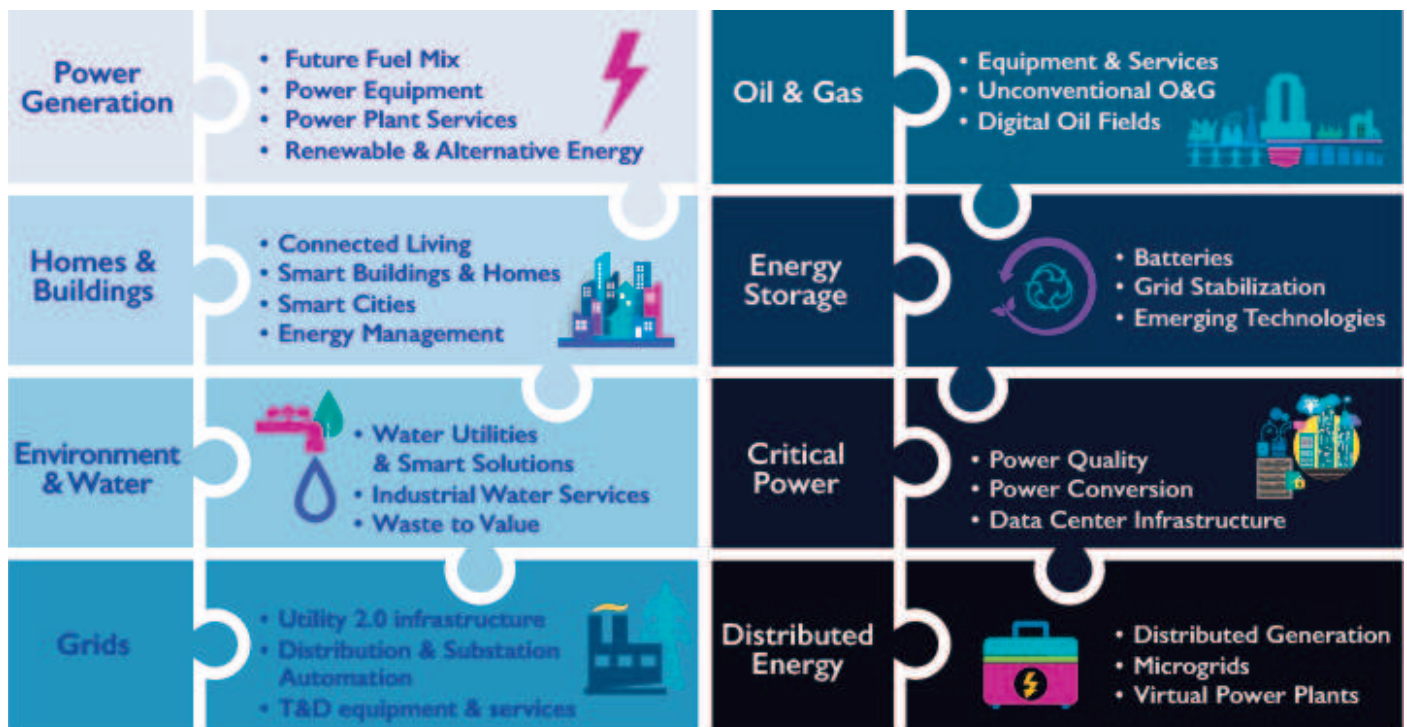 Power
Generation
• Future Fuel Mix
• Power Equipment
• Power Plant Services
• Renewable & Alternative Energy
Homes &
Buildings
• Connected Living
• Smart Buildings & Homes
• Smart Cities
• Energy Management
Environment
& Water
• Water Utilities
& Smart Solutions
• Industrial Water Services
• Waste to Value
Grids
• Utility 2.0 infrastructure
• Distribution & Substation
Automation
• T&D equipment & services
Oil & Gas
• Equipment & Services
• Unconventional O&G
• Digital Oil Fields
Energy
Storage
• Batteries
• Grid Stabilization
• Emerging Technologies
Critical
Power
• Power Quality
• Power Conversion
• Data Center Infrastructure
Distributed
Energy
• Distributed Generation
• Microgrids
• Virtual Power Plants